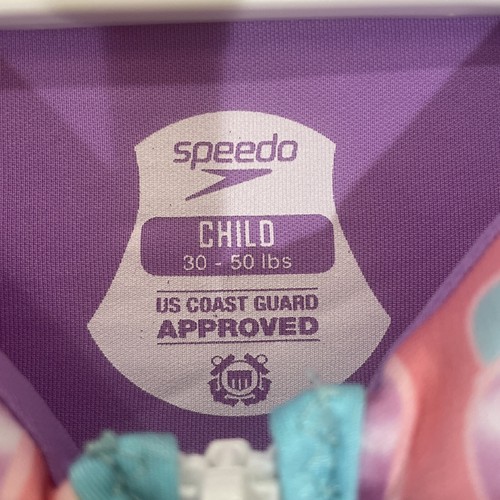 speedo
CHILD
30 - 50 lbs
US COAST GUARD
APPROVED